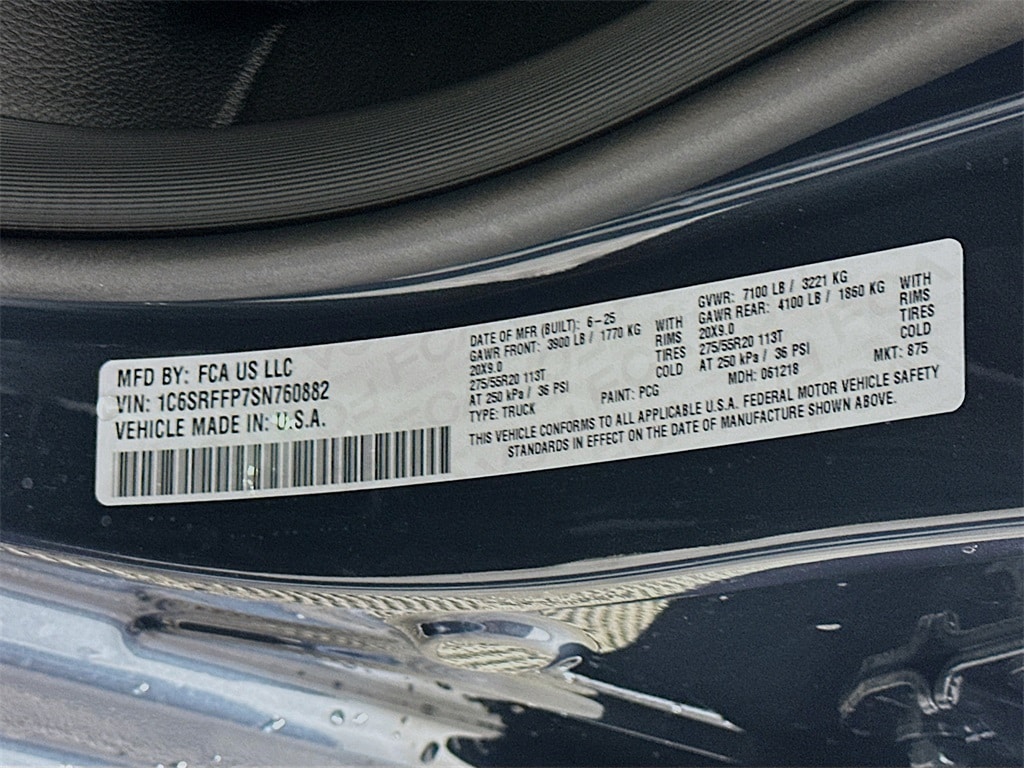 MFD BY: FCA US LLC
VIN: 1C6SRFFP7SN760882
VEHICLE MADE IN: U.S.A.
DATE OF MFR (BUILT): 6-25
GAWR FRONT: 3900 LB / 1770 KG WITH
20X9.0 RIMS
275/55R20 113T TIRES
AT 250 kPa / 36 PSI COLD
TYPE: TRUCK PAINT: PCG
GVWR: 7100 LB / 3221 KG
GAWR REAR: 4100 LB / 1860 KG WITH
20X9.0 RIMS
275/55R20 113T TIRES
AT 250 kPa / 36 PSI COLD
MDH: 061218 MKT: 875
THIS VEHICLE CONFORMS TO ALL APPLICABLE U.S.A. FEDERAL MOTOR VEHICLE SAFETY
STANDARDS IN EFFECT ON THE DATE OF MANUFACTURE SHOWN ABOVE.